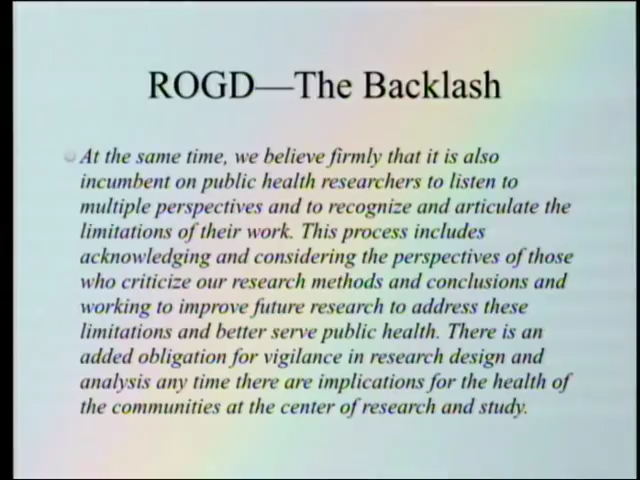 ROGD—The Backlash
At the same time, we believe firmly that it is also
incumbent on public health researchers to listen to
multiple perspectives and to recognize and articulate the
limitations of their work. This process includes
acknowledging and considering the perspectives of those
who criticize our research methods and conclusions and
working to improve future research to address these
limitations and better serve public health. There is an
added obligation for vigilance in research design and
analysis any time there are implications for the health of
the communities at the center of research and study.